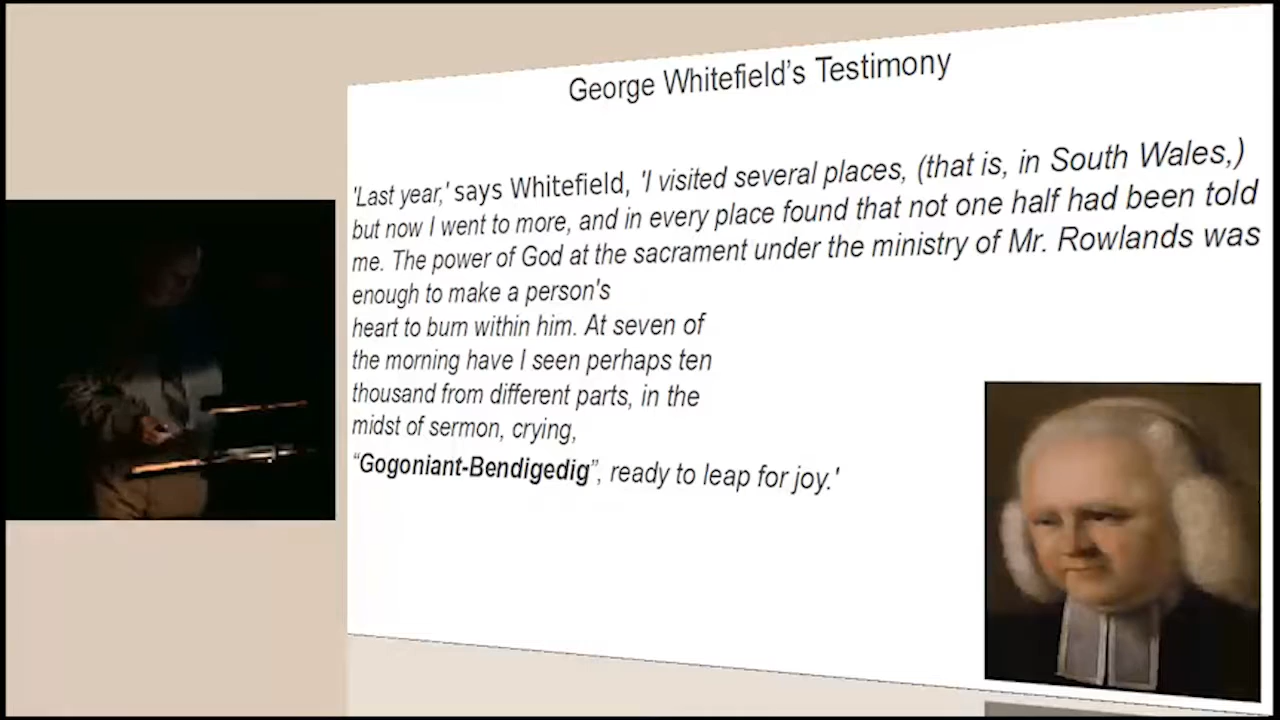 George Whitefield’s Testimony
'Last year,' says Whitefield, 'I visited several places, (that is, in South Wales,)
but now I went to more, and in every place found that not one half had been told
me. The power of God at the sacrament under the ministry of Mr. Rowlands was
enough to make a person's
heart to burn within him. At seven of
the morning have I seen perhaps ten
thousand from different parts, in the
midst of sermon, crying,
“Gogoniant-Bendigedig”, ready to leap for joy.'